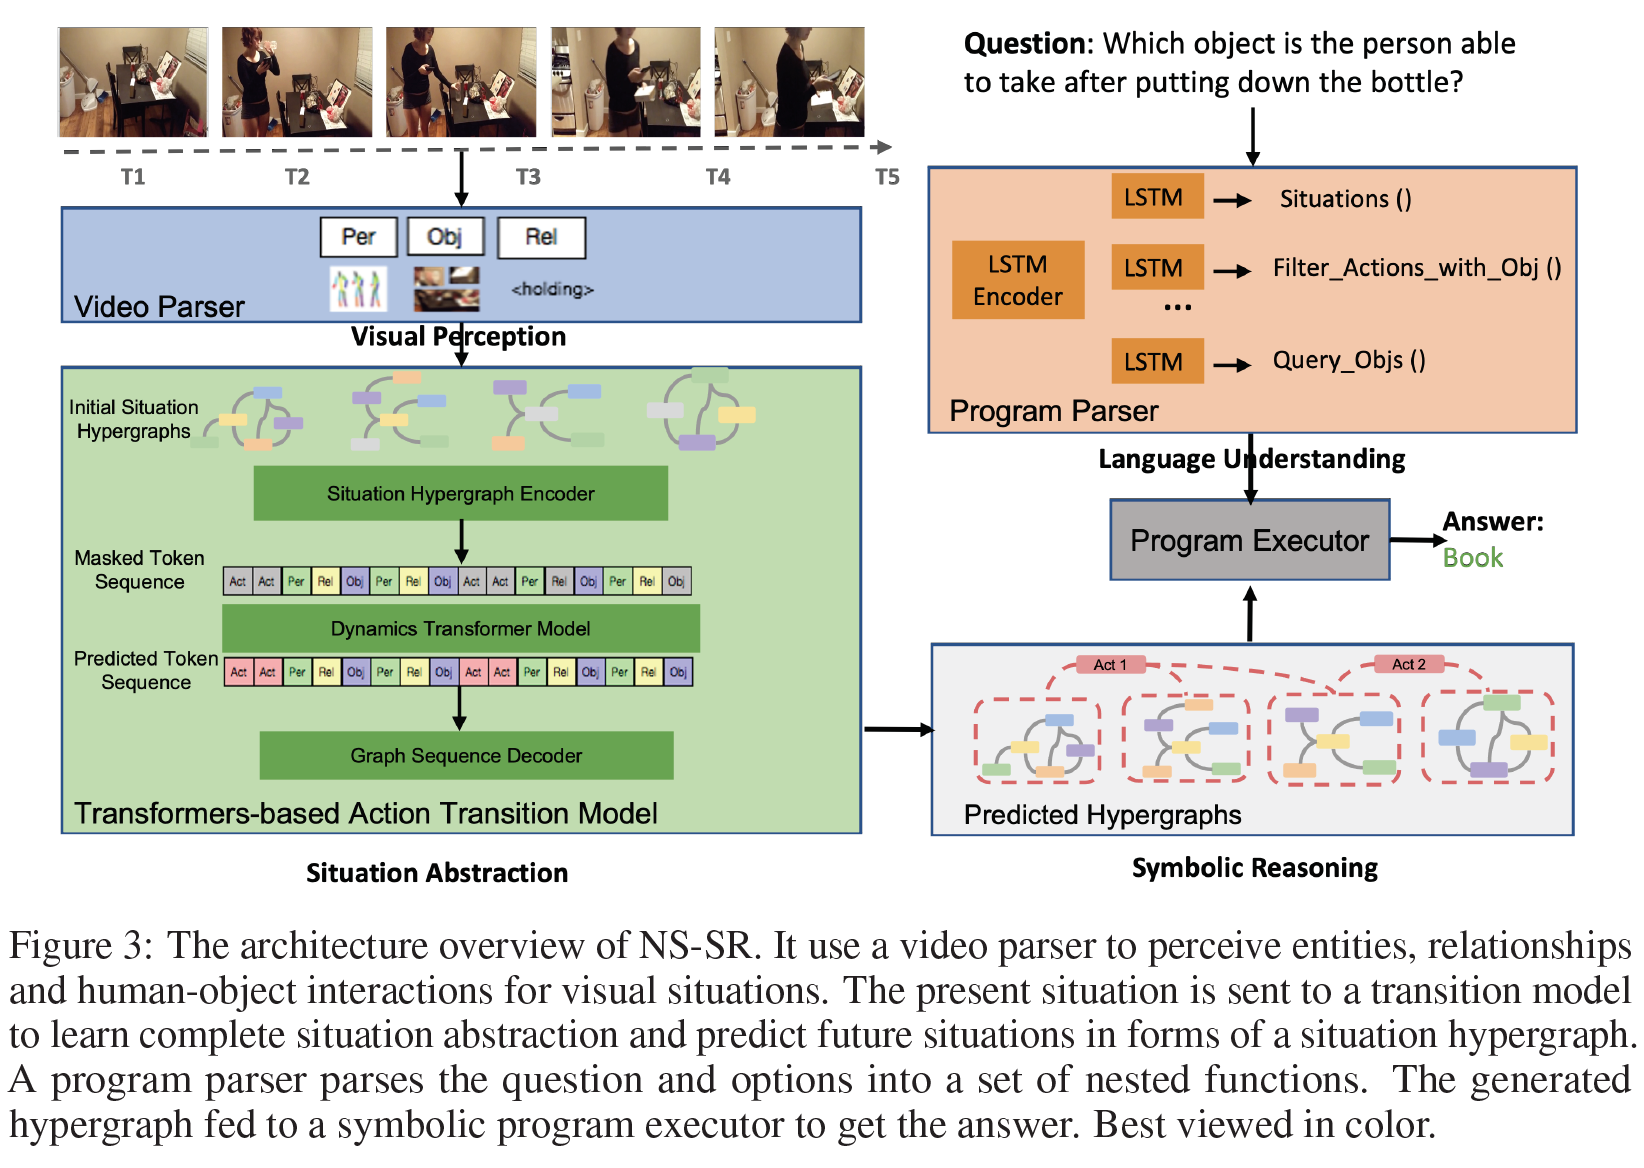 T1 T2 T3 T4 T5
Per Obj Rel
<holding>
Video Parser
Visual Perception
Initial Situation
Hypergraphs
Situation Hypergraph Encoder
Masked Token
Sequence
Act Act Per Rel Obj Per Rel Obj Act Act Per Rel Obj Per Rel Obj
Dynamics Transformer Model
Predicted Token
Sequence
Act Act Per Rel Obj Per Rel Obj Act Act Per Rel Obj Per Rel Obj
Graph Sequence Decoder
Transformers-based Action Transition Model
Situation Abstraction
Question: Which object is the person able
to take after putting down the bottle?
LSTM Situations ()
LSTM
Encoder
LSTM Filter_Actions_with_Obj ()
...
LSTM Query_Objs ()
Program Parser
Language Understanding
Program Executor
Answer:
Book
Act 1 Act 2
Predicted Hypergraphs
Symbolic Reasoning
Figure 3: The architecture overview of NS-SR. It use a video parser to perceive entities, relationships
and human-object interactions for visual situations. The present situation is sent to a transition model
to learn complete situation abstraction and predict future situations in forms of a situation hypergraph.
A program parser parses the question and options into a set of nested functions. The generated
hypergraph fed to a symbolic program executor to get the answer. Best viewed in color.